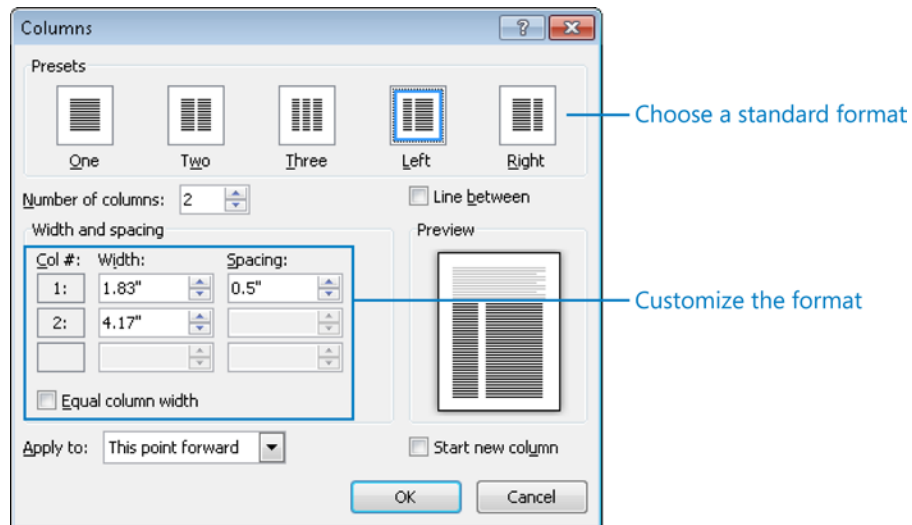 Columns
Presets
One Two Three Left Right
Choose a standard format
Number of columns: 2
Line between
Width and spacing
Preview
Col #: Width: Spacing:
1: 1.83" 0.5"
2: 4.17"
Customize the format
Equal column width
Apply to: This point forward
Start new column
OK Cancel